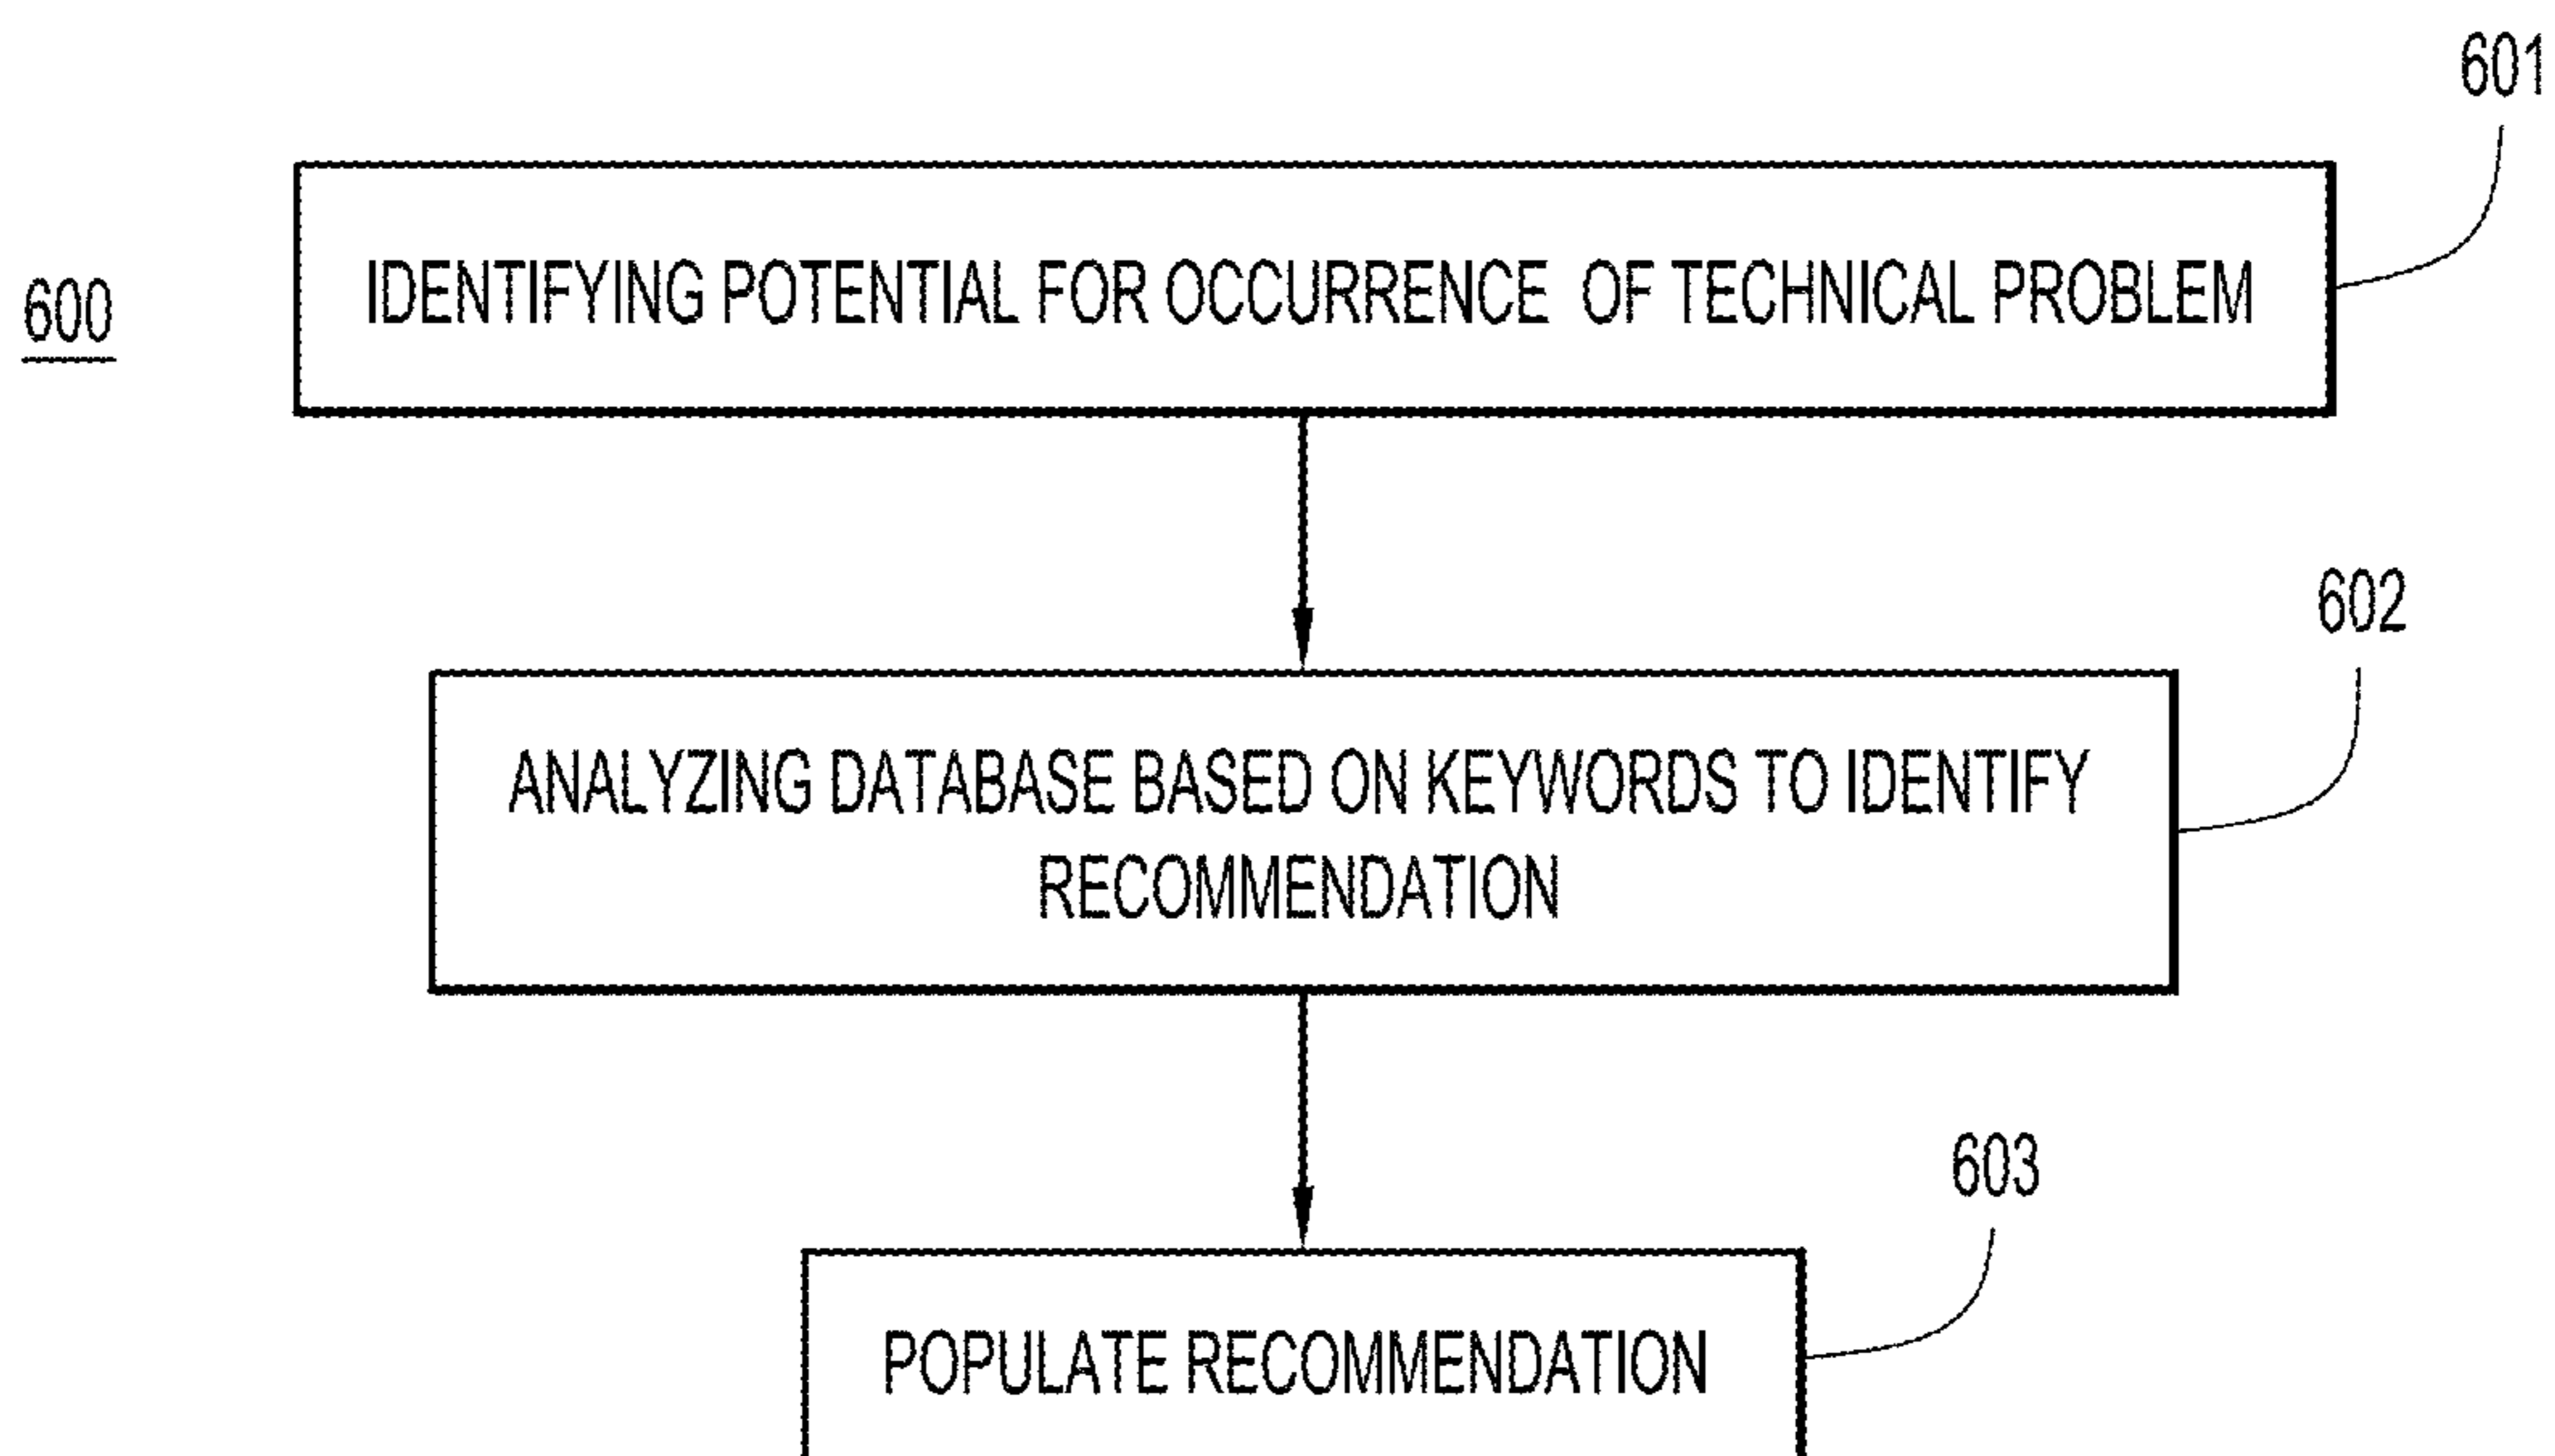 601
600
IDENTIFYING POTENTIAL FOR OCCURRENCE OF TECHNICAL PROBLEM
602
ANALYZING DATABASE BASED ON KEYWORDS TO IDENTIFY
RECOMMENDATION
603
POPULATE RECOMMENDATION